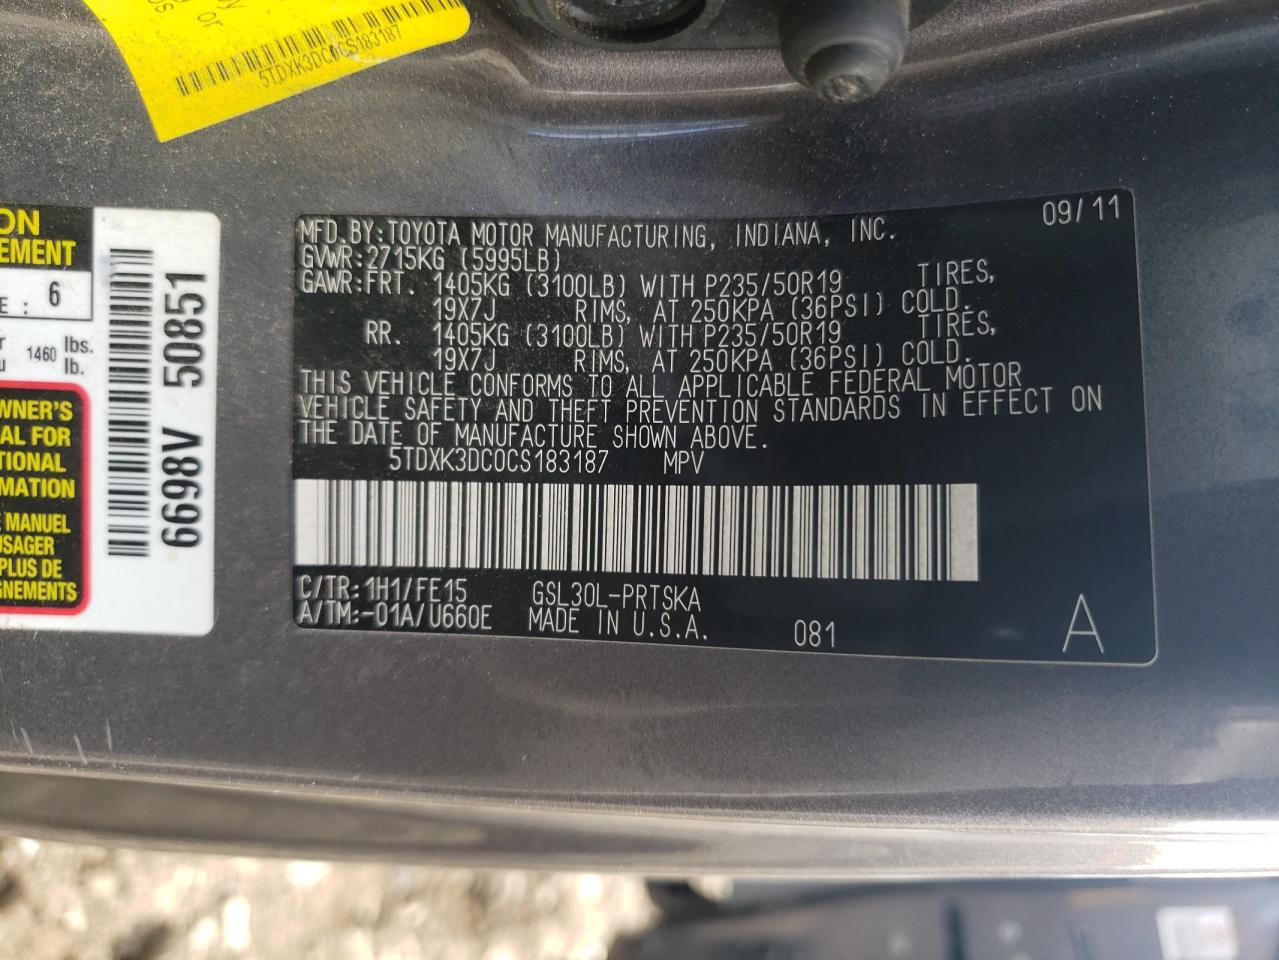 or
5TDXK3DC0CS183187
ON
EMENT
E : 6
1460 lbs.
lb.
WNER'S
AL FOR
TIONAL
MATION
E MANUEL
USAGER
PLUS DE
GNEMENTS
6698V 50851
09/11
MFD.BY:TOYOTA MOTOR MANUFACTURING, INDIANA, INC.
GVWR:2715KG (5995LB)
GAWR:FRT. 1405KG (3100LB) WITH P235/50R19 TIRES,
19X7J RIMS, AT 250KPA (36PSI) COLD.
RR. 1405KG (3100LB) WITH P235/50R19 TIRES,
19X7J RIMS, AT 250KPA (36PSI) COLD.
THIS VEHICLE CONFORMS TO ALL APPLICABLE FEDERAL MOTOR
VEHICLE SAFETY AND THEFT PREVENTION STANDARDS IN EFFECT ON
THE DATE OF MANUFACTURE SHOWN ABOVE.
5TDXK3DC0CS183187 MPV
C/TR:1H1/FE15 GSL30L-PRTSKA
A/TM:-01A/U660E MADE IN U.S.A. 081 A